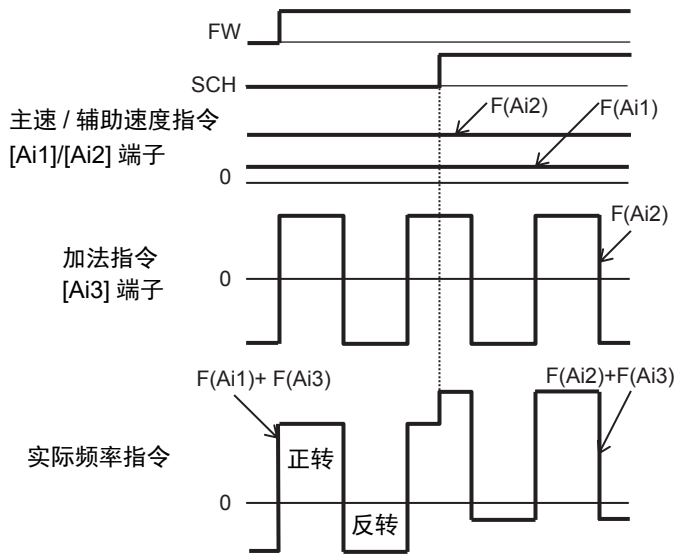 FW
SCH
主速 / 辅助速度指令
[Ai1]/[Ai2] 端子
F(Ai2)
F(Ai1)
0
加法指令
[Ai3] 端子
0
F(Ai2)
F(Ai1)+ F(Ai3)
F(Ai2)+F(Ai3)
实际频率指令
正转
0
反转